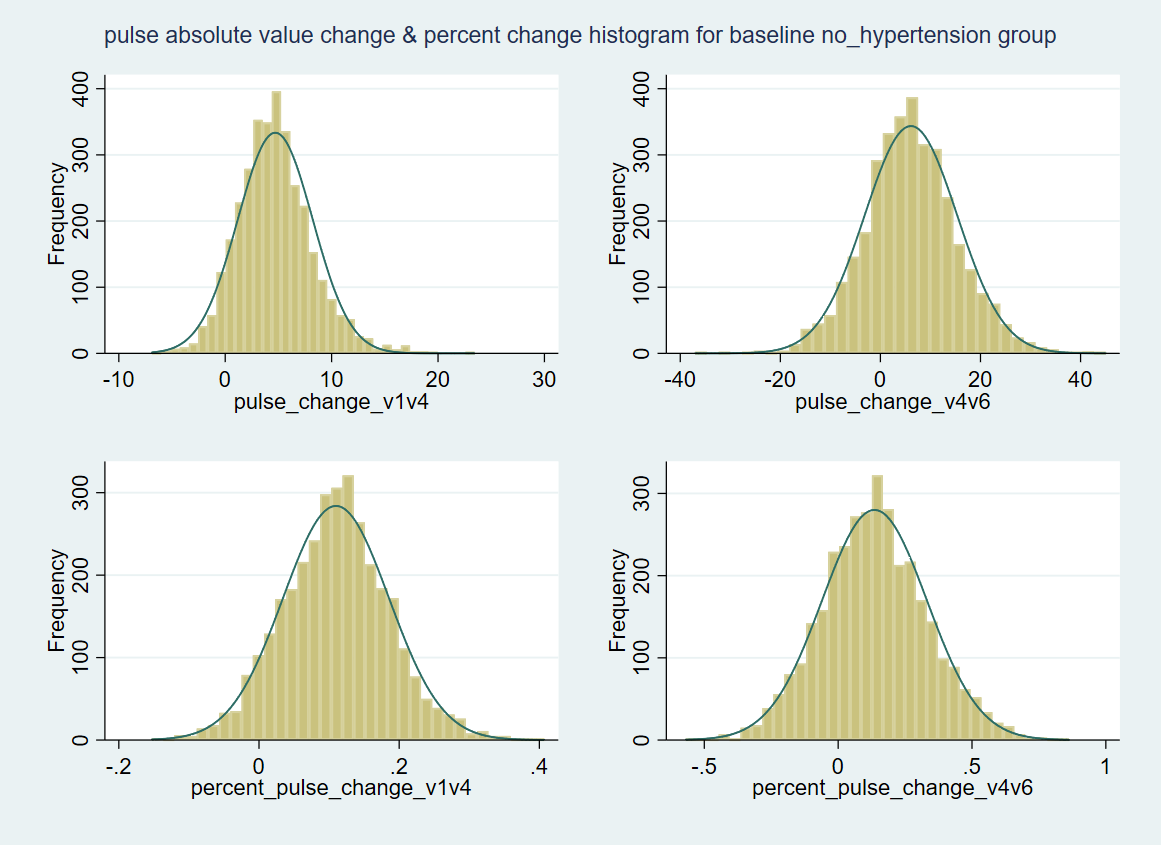 pulse absolute value change & percent change histogram for baseline no_hypertension group
400
300
200
100
0
Frequency
-10 0 10 20 30
pulse_change_v1v4
400
300
200
100
0
Frequency
-40 -20 0 20 40
pulse_change_v4v6
300
200
100
0
Frequency
-.2 0 .2 .4
percent_pulse_change_v1v4
300
200
100
0
Frequency
-.5 0 .5 1
percent_pulse_change_v4v6